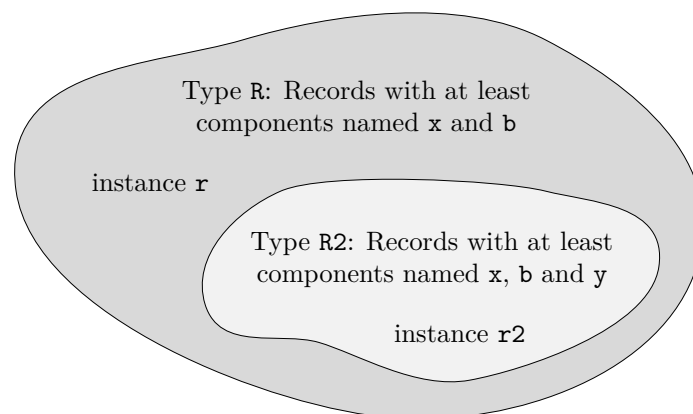 Type R: Records with at least
components named x and b
instance r
Type R2: Records with at least
components named x, b and y
instance r2